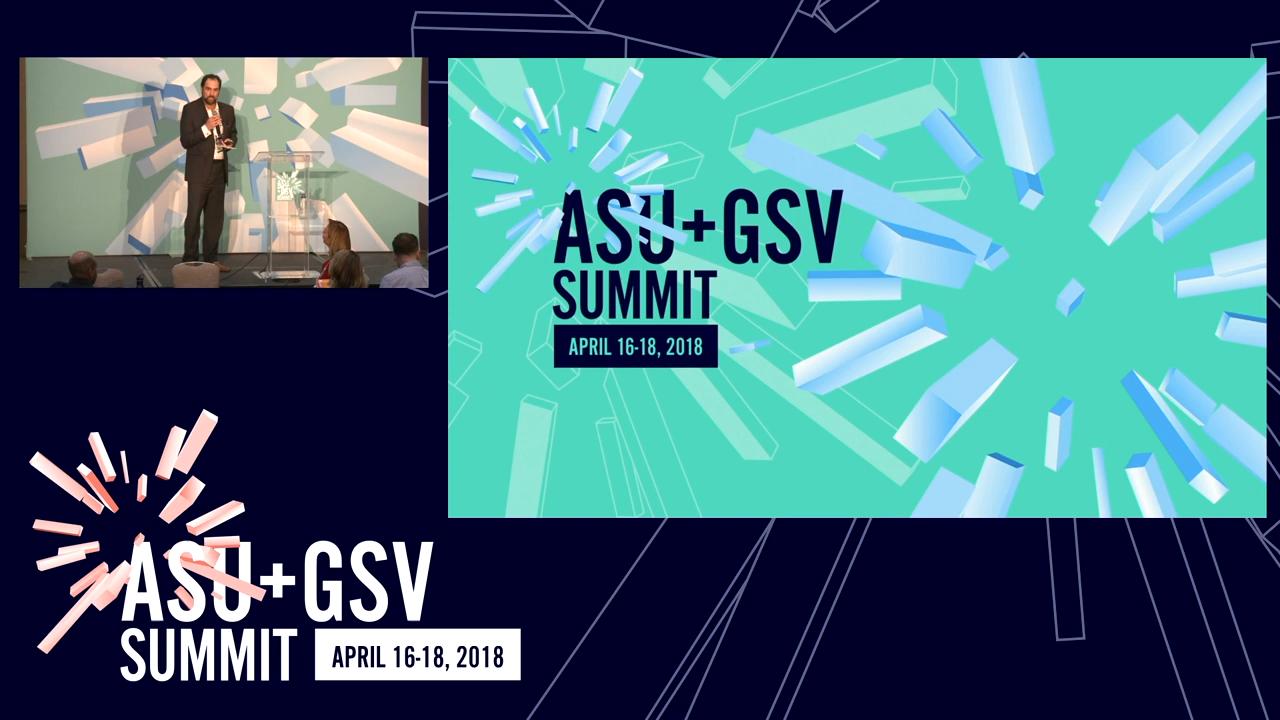 ASU+GSV
SUMMIT
APRIL 16-18, 2018
ASU+GSV
SUMMIT APRIL 16-18, 2018